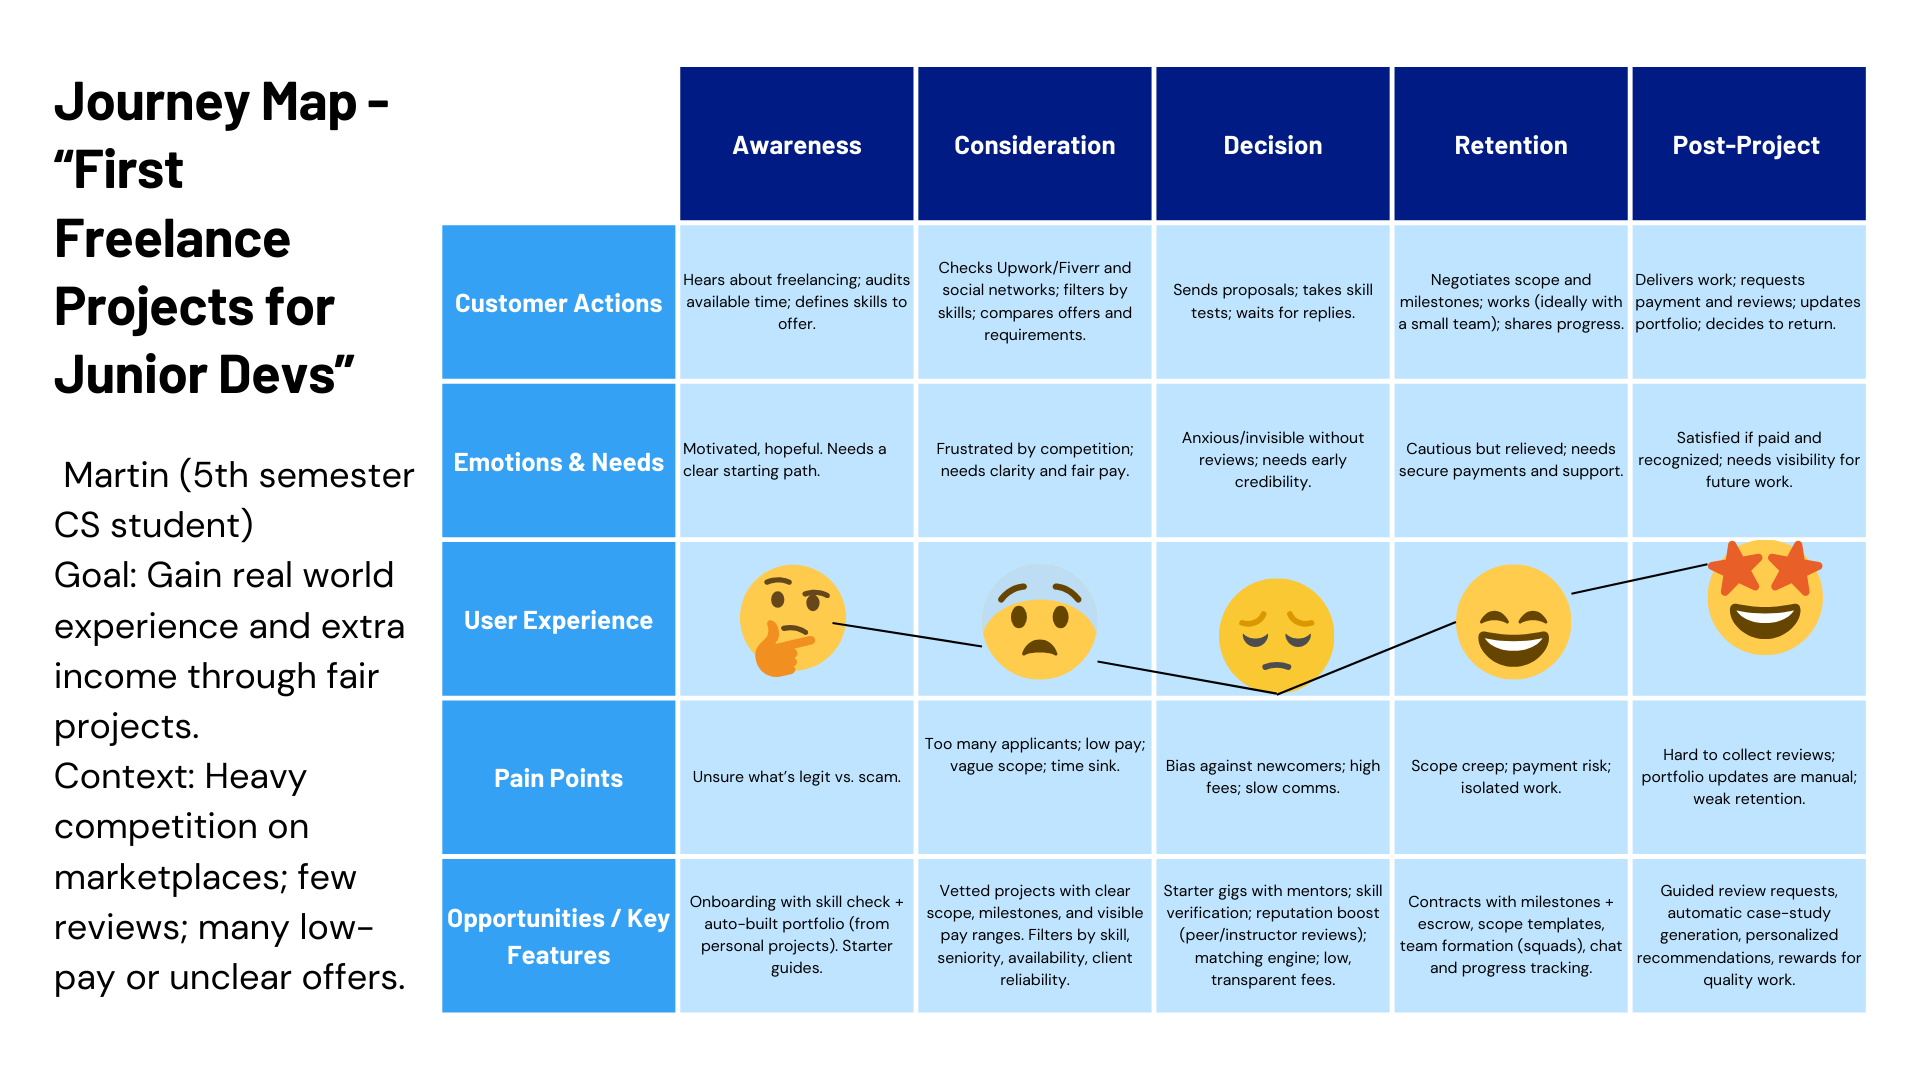 Journey Map -
“First
Freelance
Projects for
Junior Devs”
Martin (5th semester
CS student)
Goal: Gain real world
experience and extra
income through fair
projects.
Context: Heavy
competition on
marketplaces; few
reviews; many low-
pay or unclear offers.
Awareness
Consideration
Decision
Retention
Post-Project
Customer Actions
Hears about freelancing; audits
available time; defines skills to
offer.
Checks Upwork/Fiverr and
social networks; filters by
skills; compares offers and
requirements.
Sends proposals; takes skill
tests; waits for replies.
Negotiates scope and
milestones; works (ideally with
a small team); shares progress.
Delivers work; requests
payment and reviews; updates
portfolio; decides to return.
Emotions & Needs
Motivated, hopeful. Needs a
clear starting path.
Frustrated by competition;
needs clarity and fair pay.
Anxious/invisible without
reviews; needs early
credibility.
Cautious but relieved; needs
secure payments and support.
Satisfied if paid and
recognized; needs visibility for
future work.
User Experience
Pain Points
Unsure what’s legit vs. scam.
Too many applicants; low pay;
vague scope; time sink.
Bias against newcomers; high
fees; slow comms.
Scope creep; payment risk;
isolated work.
Hard to collect reviews;
portfolio updates are manual;
weak retention.
Opportunities / Key
Features
Onboarding with skill check +
auto-built portfolio (from
personal projects). Starter
guides.
Vetted projects with clear
scope, milestones, and visible
pay ranges. Filters by skill,
seniority, availability, client
reliability.
Starter gigs with mentors; skill
verification; reputation boost
(peer/instructor reviews);
matching engine; low,
transparent fees.
Contracts with milestones +
escrow, scope templates,
team formation (squads), chat
and progress tracking.
Guided review requests,
automatic case-study
generation, personalized
recommendations, rewards for
quality work.